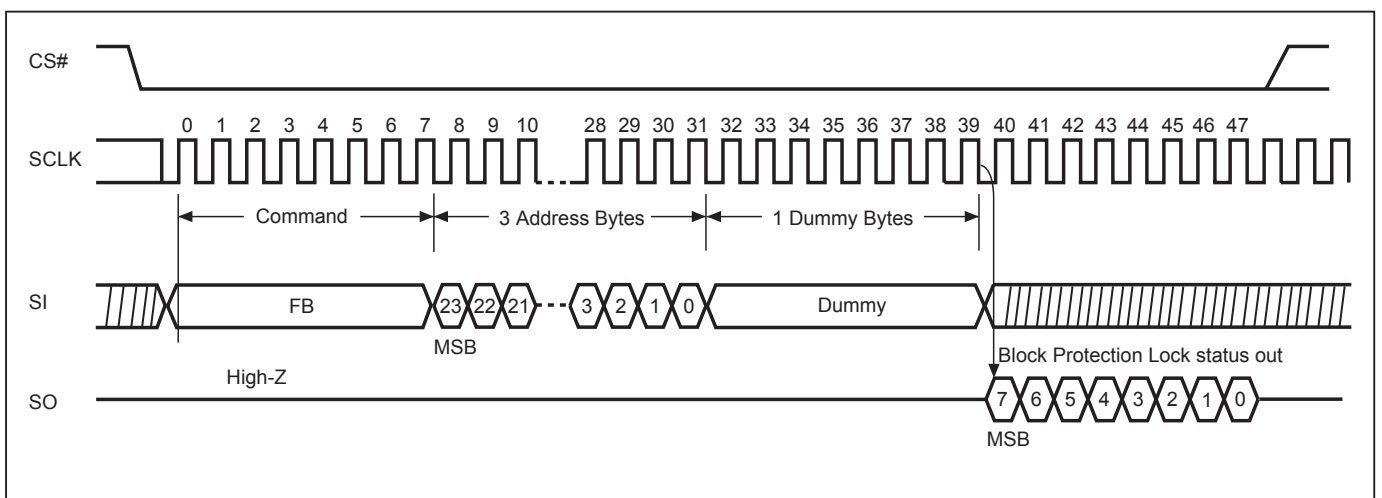 CS#
0 1 2 3 4 5 6 7 8 9 10 28 29 30 31 32 33 34 35 36 37 38 39 40 41 42 43 44 45 46 47
SCLK
Command 3 Address Bytes 1 Dummy Bytes
SI FB 23 22 21 3 2 1 0 Dummy
MSB
Block Protection Lock status out
High-Z
SO 7 6 5 4 3 2 1 0
MSB